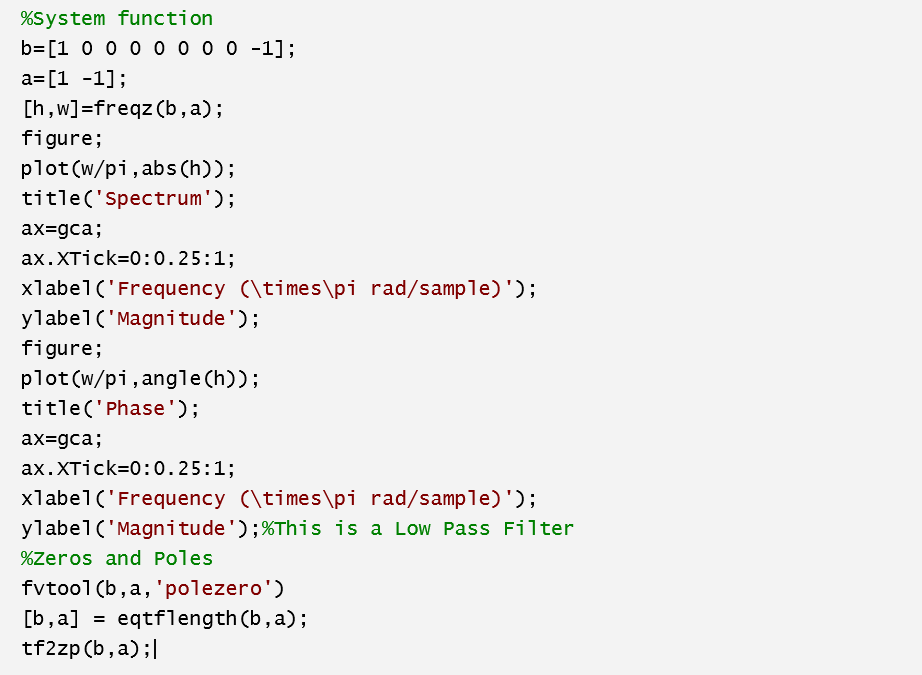 %System function
b=[1 0 0 0 0 0 0 0 -1];
a=[1 -1];
[h,w]=freqz(b,a);
figure;
plot(w/pi,abs(h));
title('Spectrum');
ax=gca;
ax.XTick=0:0.25:1;
xlabel('Frequency (\times\pi rad/sample)');
ylabel('Magnitude');
figure;
plot(w/pi,angle(h));
title('Phase');
ax=gca;
ax.XTick=0:0.25:1;
xlabel('Frequency (\times\pi rad/sample)');
ylabel('Magnitude');%This is a Low Pass Filter
%Zeros and Poles
fvtool(b,a,'polezero')
[b,a] = eqtflength(b,a);
tf2zp(b,a);